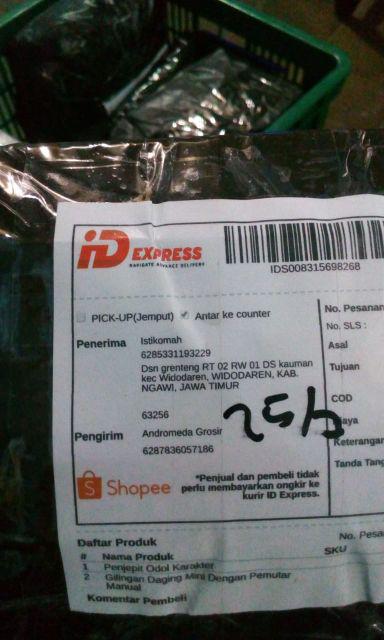 iD EXPRESS
NAVIGATE ADVANCE DELIVERY
IDS008315698268
PICK-UP(Jemput) ✓ Antar ke counter
No. Pesanan
No. SLS :
Penerima Istikomah
6285331193229
Asal
Dsn grenteng RT 02 RW 01 DS kauman
kec Widodaren, WIDODAREN, KAB.
NGAWI, JAWA TIMUR
Tujuan
63256
COD
Biaya
Pengirim Andromeda Grosir
6287836057186
Keterangan
Tanda Tang
Shopee
*Penjual dan pembeli tidak
perlu membayarkan ongkir ke
kurir ID Express.
Daftar Produk
No. Pesa
# Nama Produk
SKU
1 Penjepit Odol Karakter
2 Gilingan Daging Mini Dengan Pemutar
Manual
Komentar Pembeli